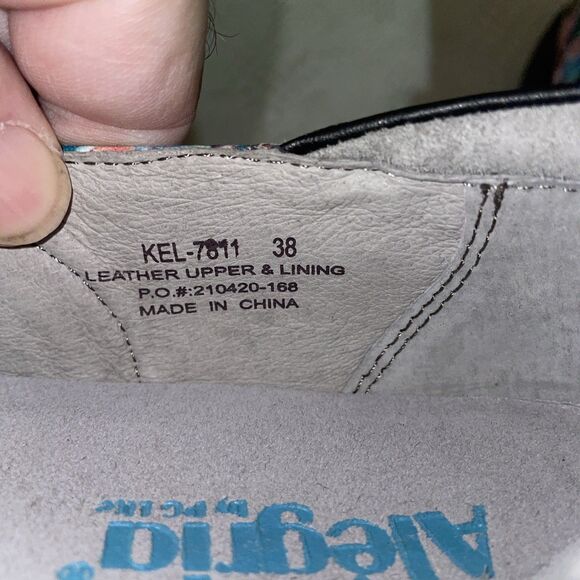 KEL-7811 38
LEATHER UPPER & LINING
P.O.#:210420-168
MADE IN CHINA
Alegria®
by PG Lite